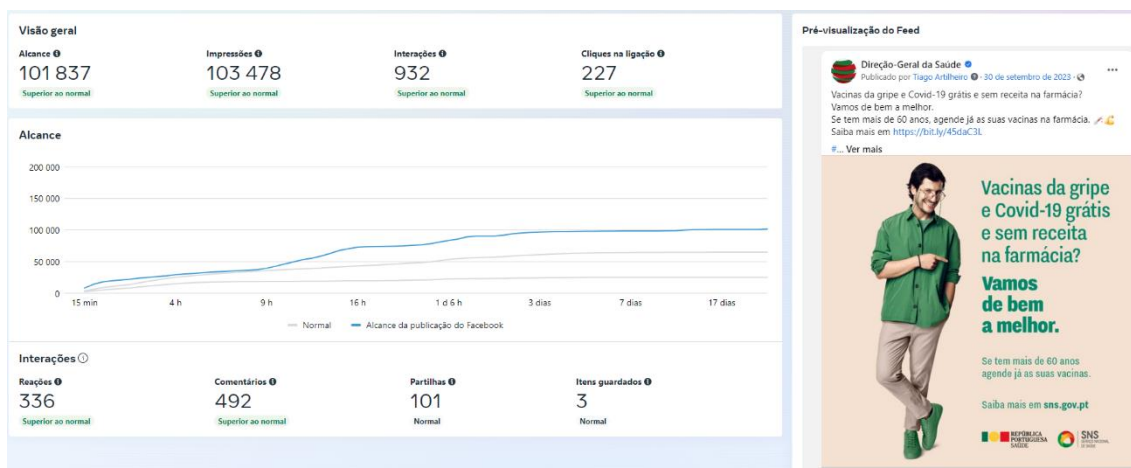 Visão geral
Alcance
Impressões
Interações
Cliques na ligação
101 837
103 478
932
227
Superior ao normal
Superior ao normal
Superior ao normal
Superior ao normal
Alcance
200 000
150 000
100 000
50 000
0
15 min
4 h
9 h
16 h
1 d 6 h
3 dias
7 dias
17 dias
Normal
Alcance da publicação do Facebook
Interações
Reações
Comentários
Partilhas
Itens guardados
336
492
101
3
Superior ao normal
Superior ao normal
Normal
Normal
Pré-visualização do Feed
Direção-Geral da Saúde
Publicado por Tiago Artilheiro · 30 de setembro de 2023 ·
Vacinas da gripe e Covid-19 grátis e sem receita na farmácia?
Vamos de bem a melhor.
Se tem mais de 60 anos, agende já as suas vacinas na farmácia.
Saiba mais em https://bit.ly/45daC3L
#... Ver mais
Vacinas da gripe
e Covid-19 grátis
e sem receita
na farmácia?
Vamos
de bem
a melhor.
Se tem mais de 60 anos
agende já as suas vacinas.
Saiba mais em sns.gov.pt
REPÚBLICA
PORTUGUESA
SAÚDE
SNS